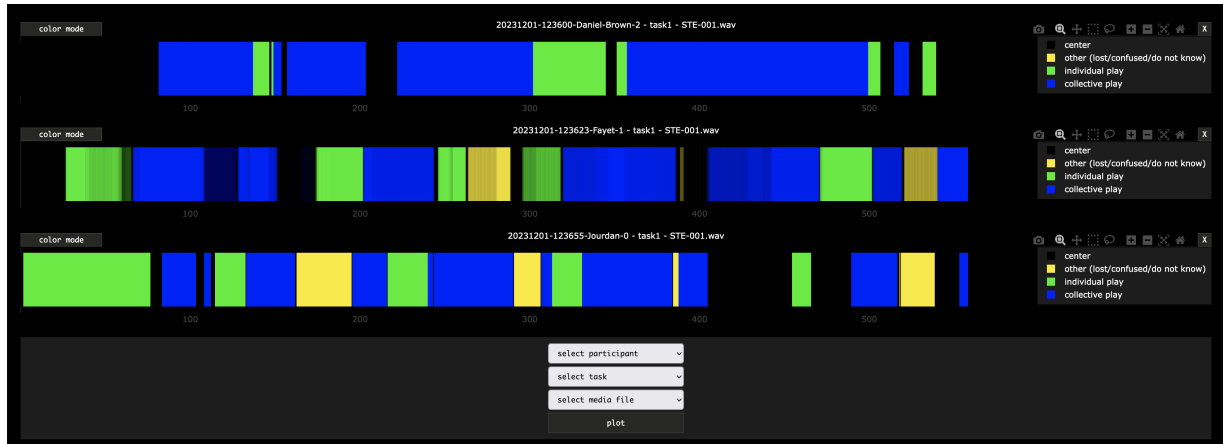 20231201-123600-Daniel-Brown-2 - task1 - STE-001.wav
color mode
X
center
other (lost/confused/do not know)
individual play
collective play
100 200 300 400 500
20231201-123623-Fayet-1 - task1 - STE-001.wav
color mode
X
center
other (lost/confused/do not know)
individual play
collective play
100 200 300 400 500
20231201-123655-Jourdan-0 - task1 - STE-001.wav
color mode
X
center
other (lost/confused/do not know)
individual play
collective play
100 200 300 400 500
select participant
select task
select media file
plot